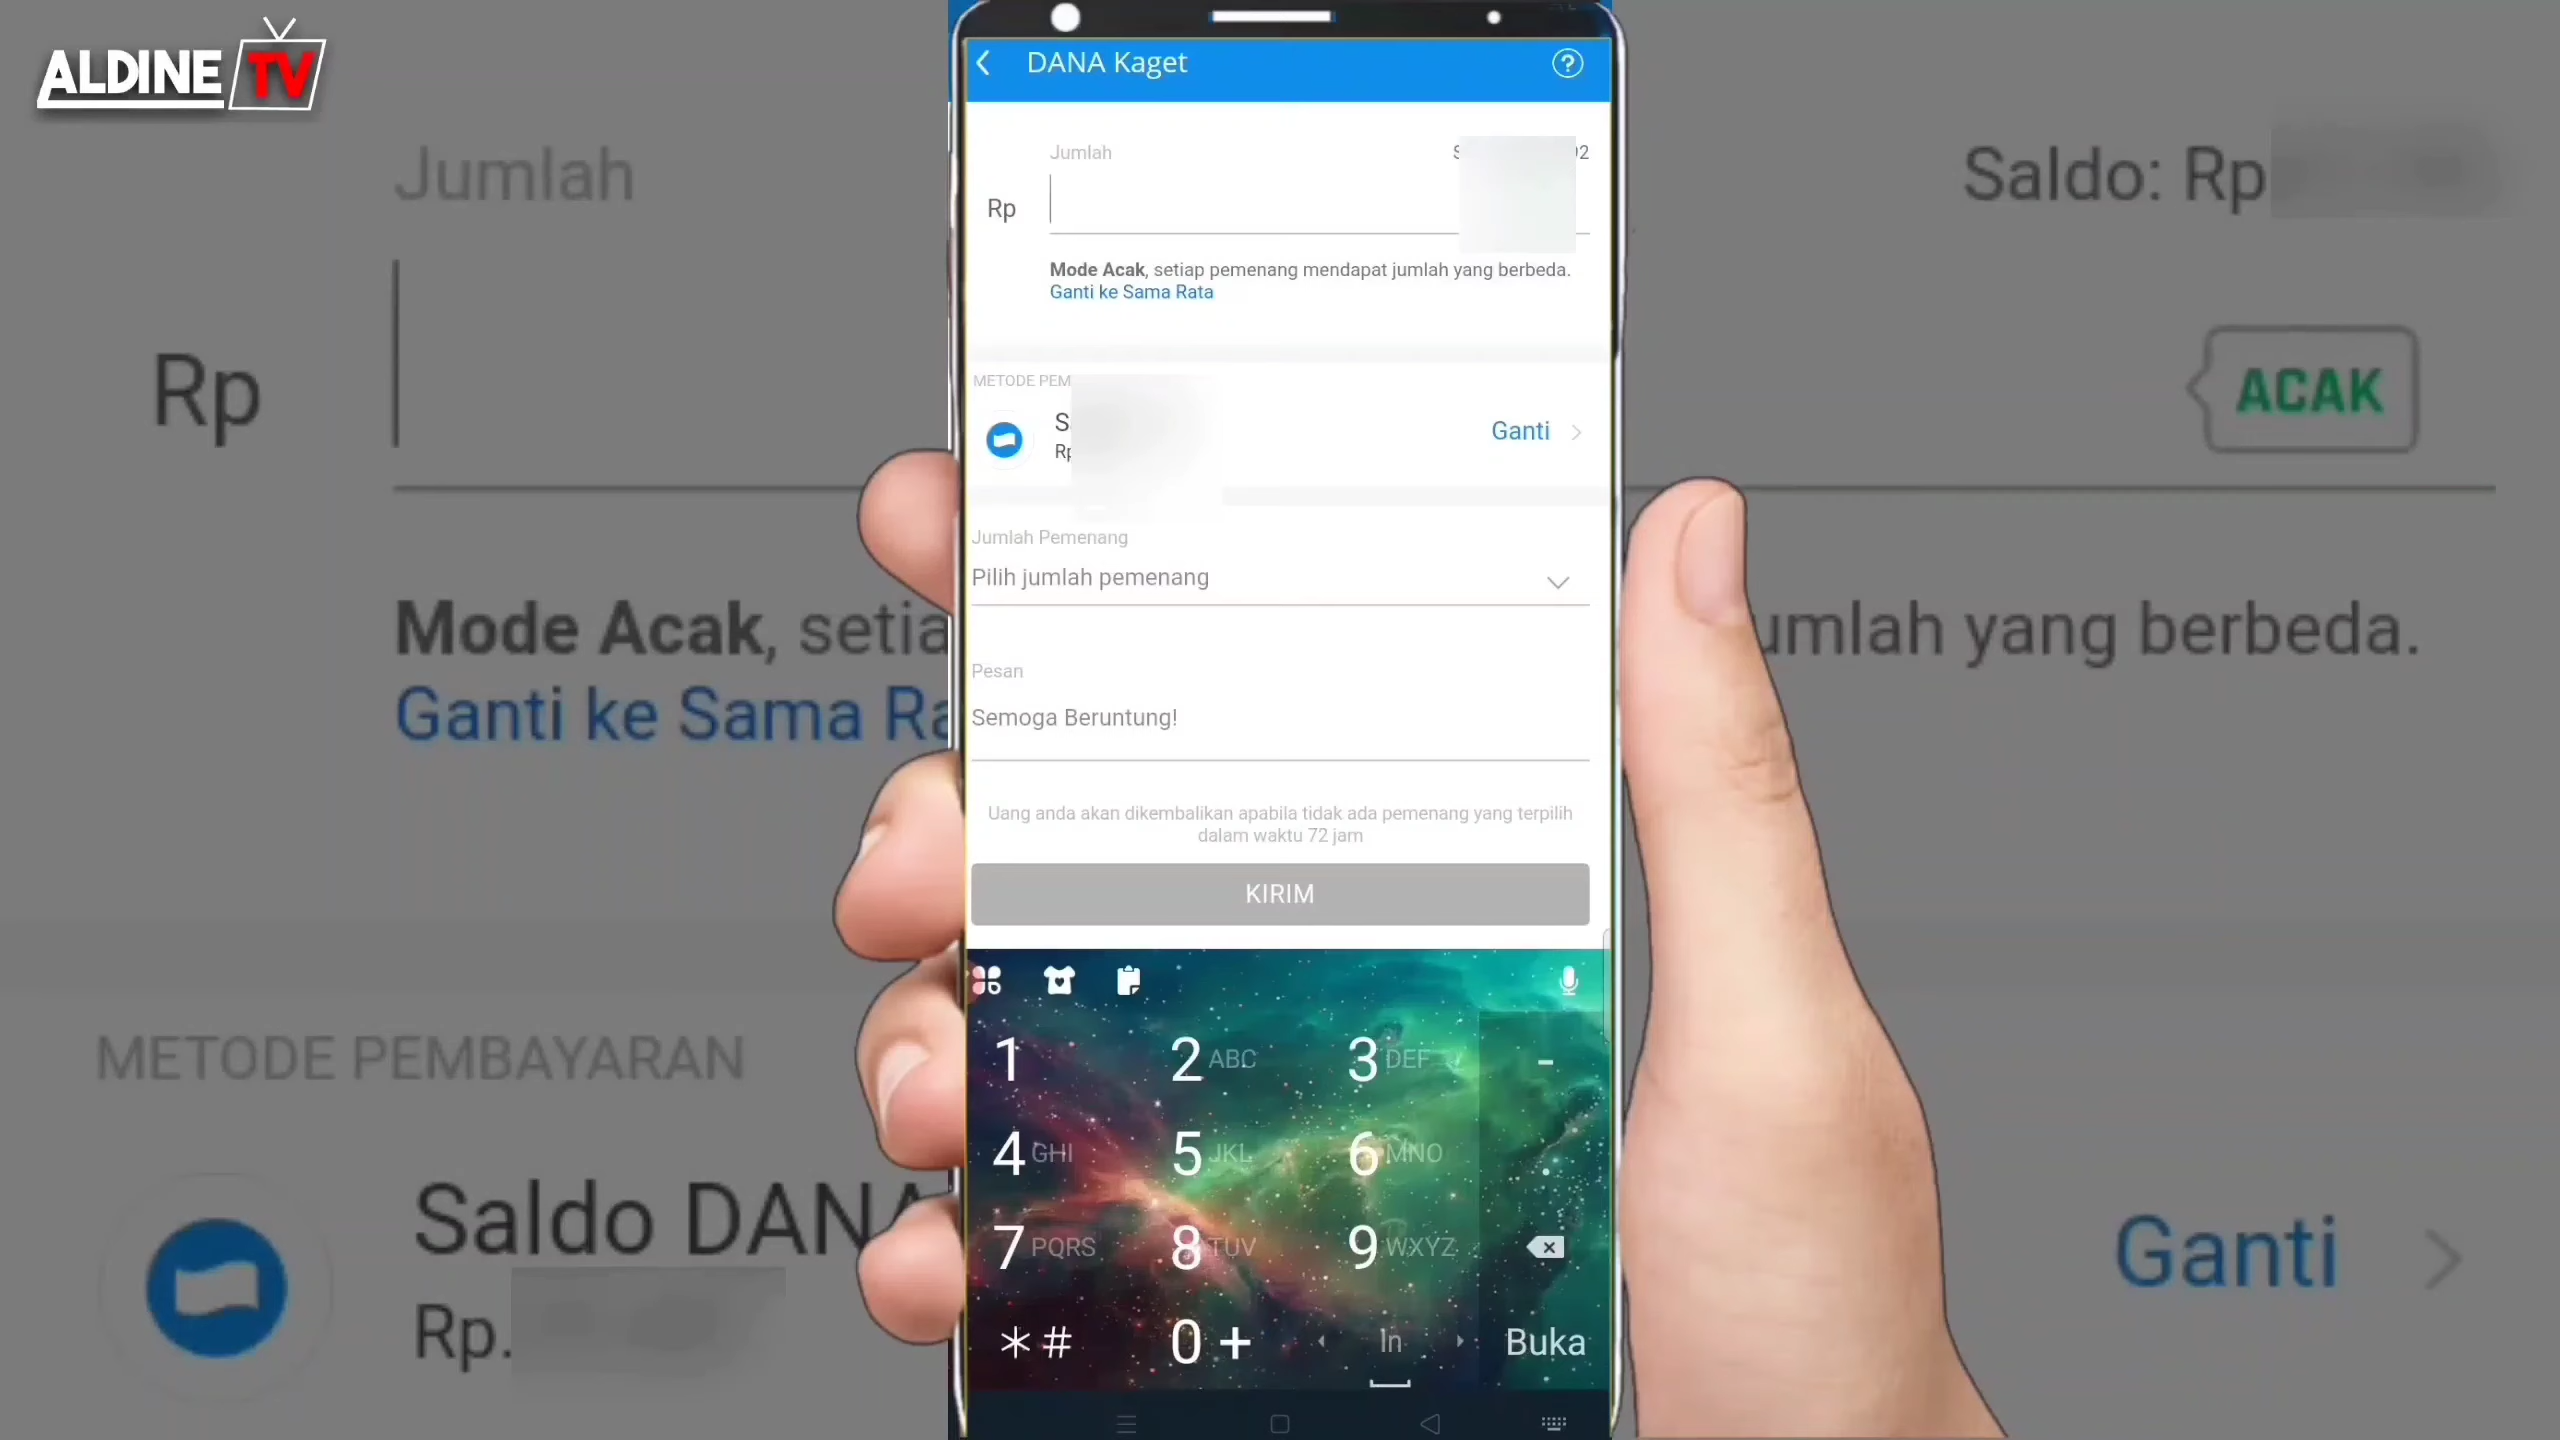 ALDINE TV
DANA Kaget
Jumlah
Rp
Mode Acak, setiap pemenang mendapat jumlah yang berbeda.
Ganti ke Sama Rata
METODE PEM
Rp
Ganti
Jumlah Pemenang
Pilih jumlah pemenang
Pesan
Semoga Beruntung!
Uang anda akan dikembalikan apabila tidak ada pemenang yang terpilih
dalam waktu 72 jam
KIRIM
1 2 ABC 3 DEF -
4 GHI 5 JKL 6 MNO .
7 PQRS 8 TUV 9 WXYZ
*# 0 + In Buka
Jumlah
Saldo: Rp
Rp
ACAK
Mode Acak, setia
umlah yang berbeda.
Ganti ke Sama Ra
METODE PEMBAYARAN
Saldo DANA
Rp.
Ganti